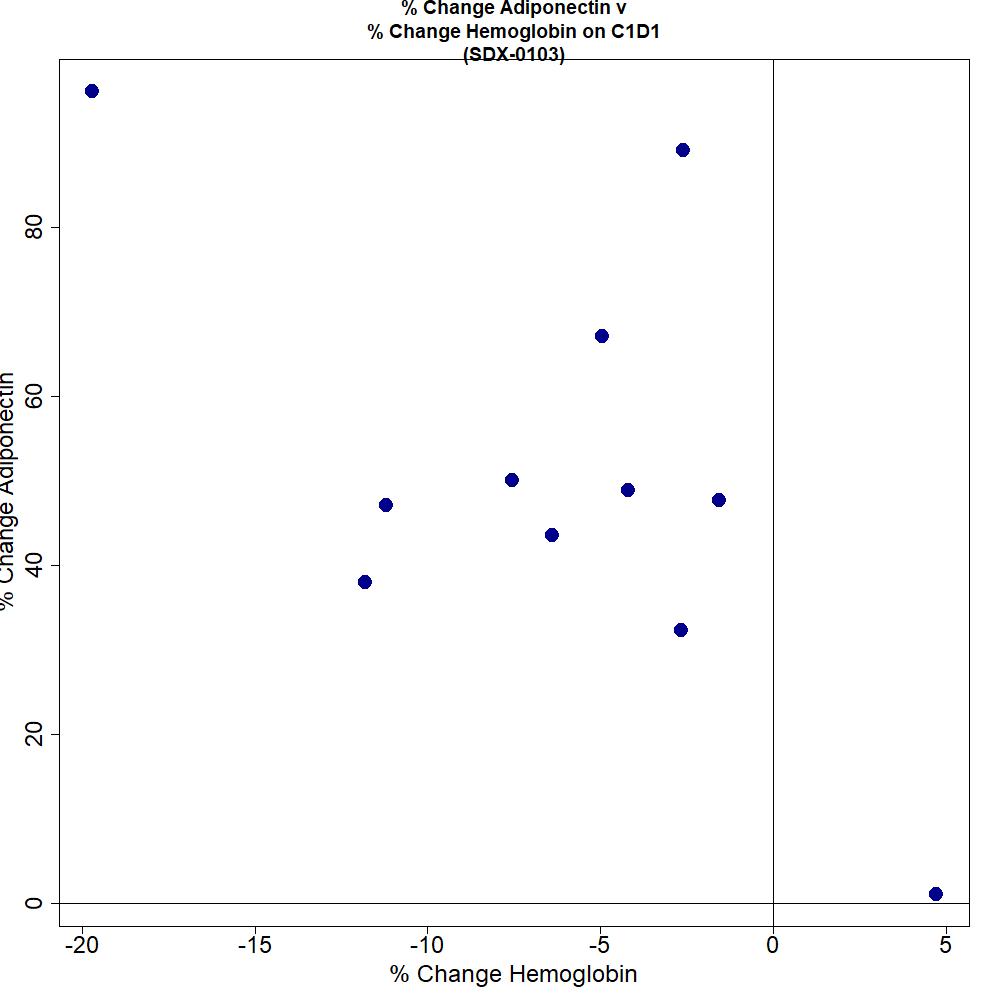 % Change Adiponectin v
% Change Hemoglobin on C1D1
(SDX-0103)
% Change Adiponectin
80
60
40
20
0
-20 -15 -10 -5 0 5
% Change Hemoglobin